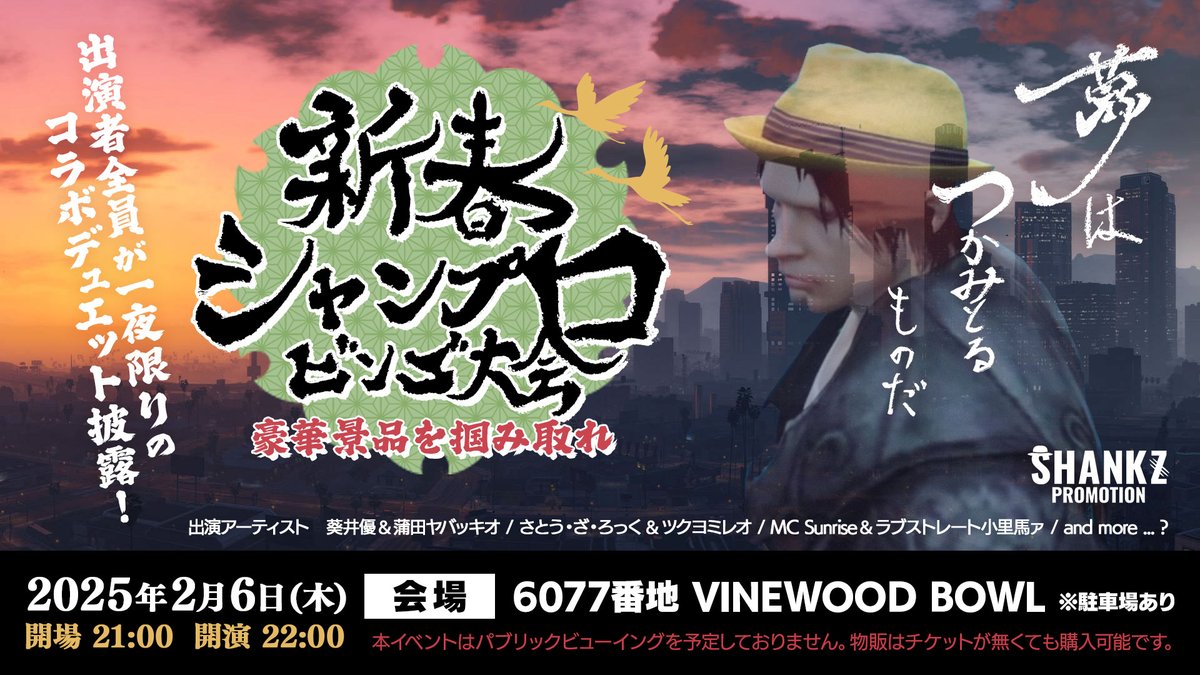 出演者全員が一夜限りの
コラボデュエット披露！
新春
シャンプロ
ビンゴ大会
豪華景品を掴み取れ
夢は
つかみとる
ものだ
SHANKZ
PROMOTION
出演アーティスト　葵井優＆蒲田ヤバッキオ / さとう・ざ・ろっく＆ツクヨミレオ / MC Sunrise＆ラブストレート小里馬ァ / and more ... ?
2025年2月6日(木)
開場 21:00 開演 22:00
会場 6077番地 VINEWOOD BOWL ※駐車場あり
本イベントはパブリックビューイングを予定しておりません。物販はチケットが無くても購入可能です。